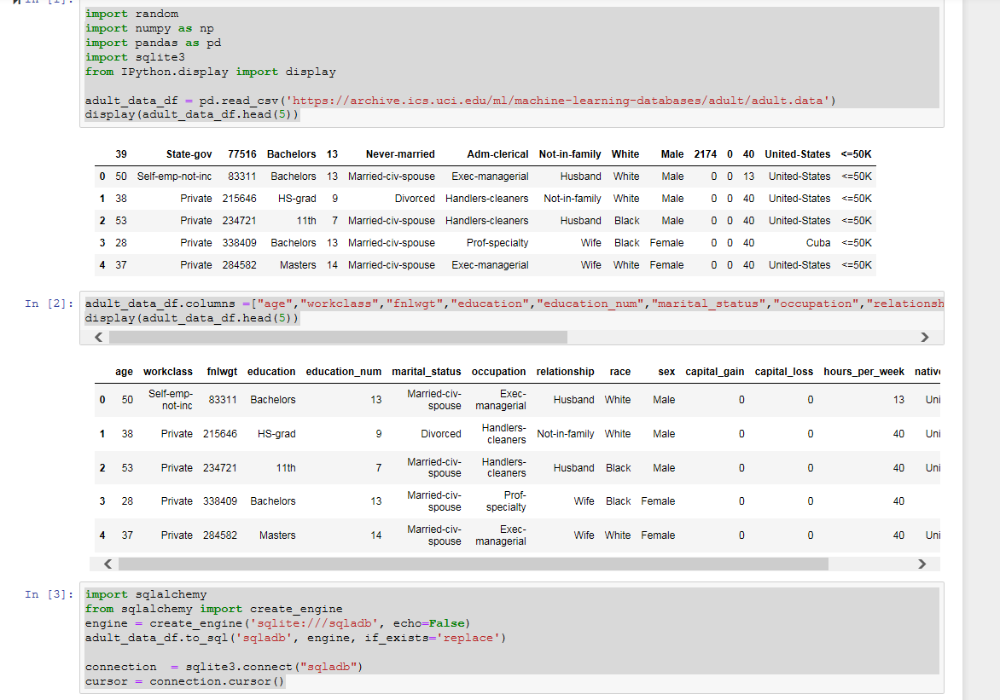 In [1]:
import random
import numpy as np
import pandas as pd
import sqlite3
from IPython.display import display
adult_data_df = pd.read_csv('https://archive.ics.uci.edu/ml/machine-learning-databases/adult/adult.data')
display(adult_data_df.head(5))
39 State-gov 77516 Bachelors 13 Never-married Adm-clerical Not-in-family White Male 2174 0 40 United-States <=50K
0 50 Self-emp-not-inc 83311 Bachelors 13 Married-civ-spouse Exec-managerial Husband White Male 0 0 13 United-States <=50K
1 38 Private 215646 HS-grad 9 Divorced Handlers-cleaners Not-in-family White Male 0 0 40 United-States <=50K
2 53 Private 234721 11th 7 Married-civ-spouse Handlers-cleaners Husband Black Male 0 0 40 United-States <=50K
3 28 Private 338409 Bachelors 13 Married-civ-spouse Prof-specialty Wife Black Female 0 0 40 Cuba <=50K
4 37 Private 284582 Masters 14 Married-civ-spouse Exec-managerial Wife White Female 0 0 40 United-States <=50K
In [2]: adult_data_df.columns =["age","workclass","fnlwgt","education","education_num","marital_status","occupation","relationsh
display(adult_data_df.head(5))
age workclass fnlwgt education education_num marital_status occupation relationship race sex capital_gain capital_loss hours_per_week native
0 50 Self-emp-not-inc 83311 Bachelors 13 Married-civ-spouse Exec-managerial Husband White Male 0 0 13 Uni
1 38 Private 215646 HS-grad 9 Divorced Handlers-cleaners Not-in-family White Male 0 0 40 Uni
2 53 Private 234721 11th 7 Married-civ-spouse Handlers-cleaners Husband Black Male 0 0 40 Uni
3 28 Private 338409 Bachelors 13 Married-civ-spouse Prof-specialty Wife Black Female 0 0 40
4 37 Private 284582 Masters 14 Married-civ-spouse Exec-managerial Wife White Female 0 0 40 Uni
In [3]: import sqlalchemy
from sqlalchemy import create_engine
engine = create_engine('sqlite:///sqladb', echo=False)
adult_data_df.to_sql('sqladb', engine, if_exists='replace')
connection  = sqlite3.connect("sqladb")
cursor = connection.cursor()